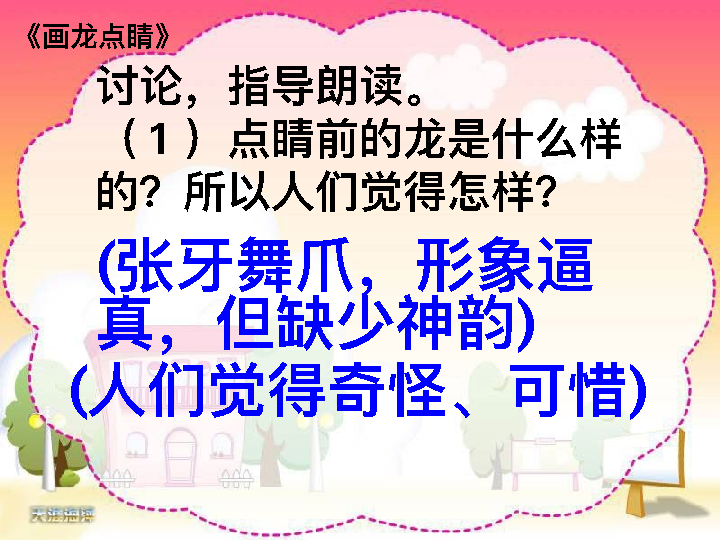 《画龙点睛》
讨论，指导朗读。
（1）点睛前的龙是什么样
的？所以人们觉得怎样？
(张牙舞爪，形象逼
真，但缺少神韵)
(人们觉得奇怪、可惜)